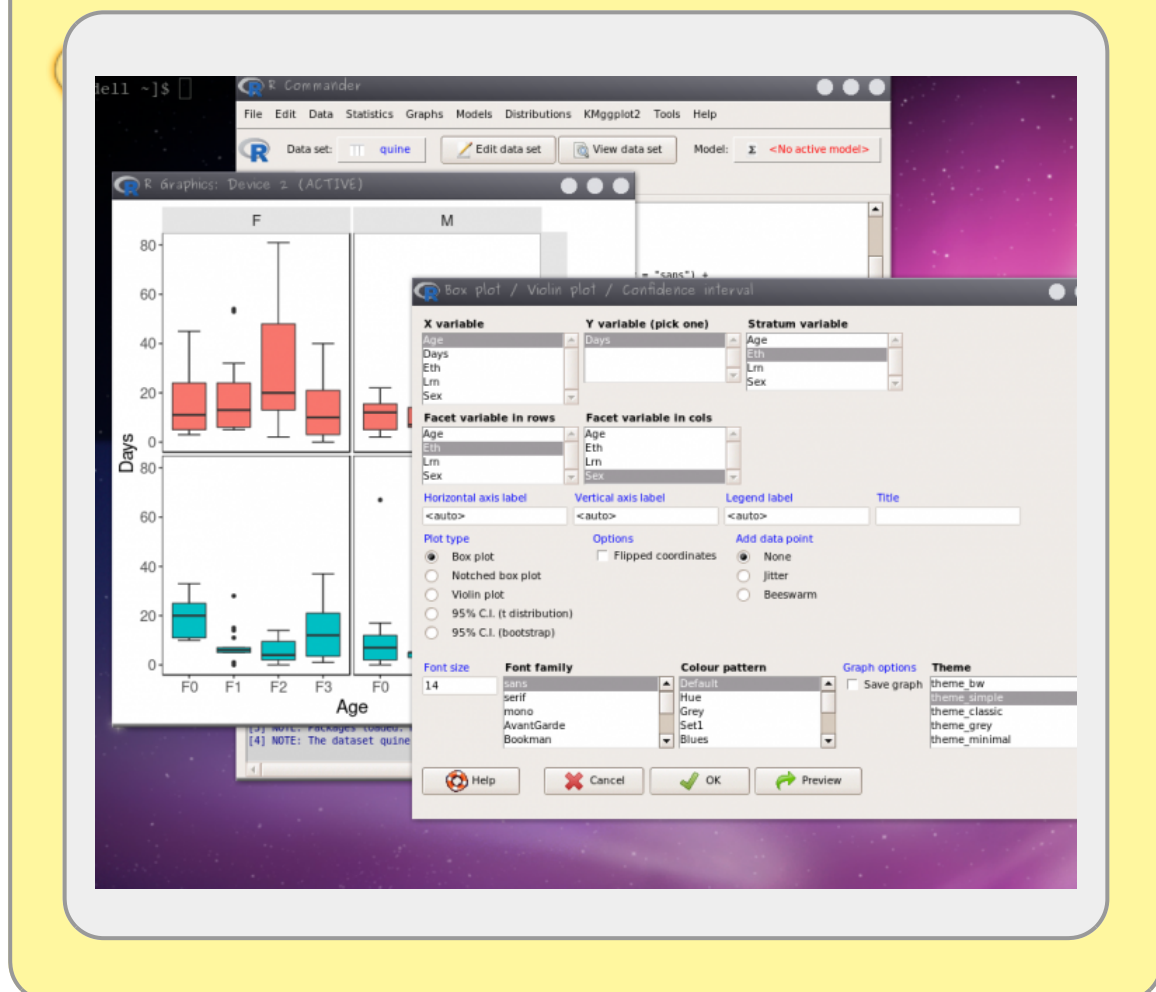 dell ~]$
R Commander
File Edit Data Statistics Graphs Models Distributions KMggplot2 Tools Help
Data set: quine Edit data set View data set Model: Σ <No active model>
R Graphics: Device 2 (ACTIVE)
F M
80
60
40
20
0
80
60
40
20
0
Days
F0 F1 F2 F3 F0
Age
= "sans") +
[3] NOTE: Packages loaded:
[4] NOTE: The dataset quine
Box plot / Violin plot / Confidence interval
X variable Y variable (pick one) Stratum variable
Age Days Age
Days Eth
Eth Lrn
Lrn Sex
Sex
Facet variable in rows Facet variable in cols
Age Age
Eth Eth
Lrn Lrn
Sex Sex
Horizontal axis label Vertical axis label Legend label Title
<auto> <auto> <auto>
Plot type Options Add data point
Box plot Flipped coordinates None
Notched box plot Jitter
Violin plot Beeswarm
95% C.I. (t distribution)
95% C.I. (bootstrap)
Font size Font family Colour pattern Graph options Theme
14 sans Default Save graph theme_bw
serif Hue theme_simple
mono Grey theme_classic
AvantGarde Set1 theme_grey
Bookman Blues theme_minimal
Help Cancel OK Preview